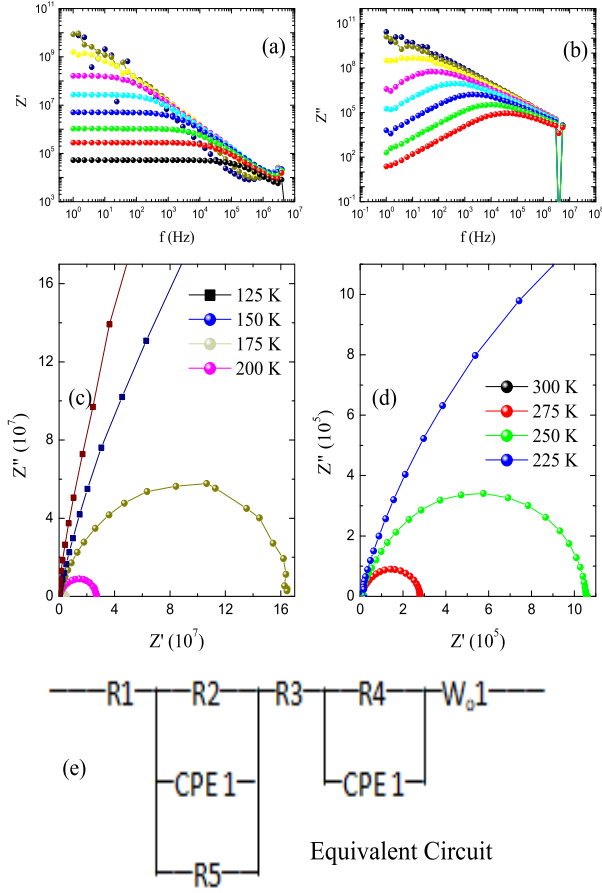 (a)
Z'
10^11
10^9
10^7
10^5
10^3
10^-1 10^0 10^1 10^2 10^3 10^4 10^5 10^6 10^7
f (Hz)
(b)
Z"
10^11
10^8
10^5
10^2
10^-1
10^-1 10^0 10^1 10^2 10^3 10^4 10^5 10^6 10^7
f (Hz)
(c)
Z" (10^7)
16
12
8
4
0
0 4 8 12 16
Z' (10^7)
125 K
150 K
175 K
200 K
(d)
Z" (10^5)
10
8
6
4
2
0
0 2 4 6 8 10
Z' (10^5)
300 K
275 K
250 K
225 K
R1 R2 R3 R4 W_o1
(e) CPE 1 CPE 1
R5
Equivalent Circuit